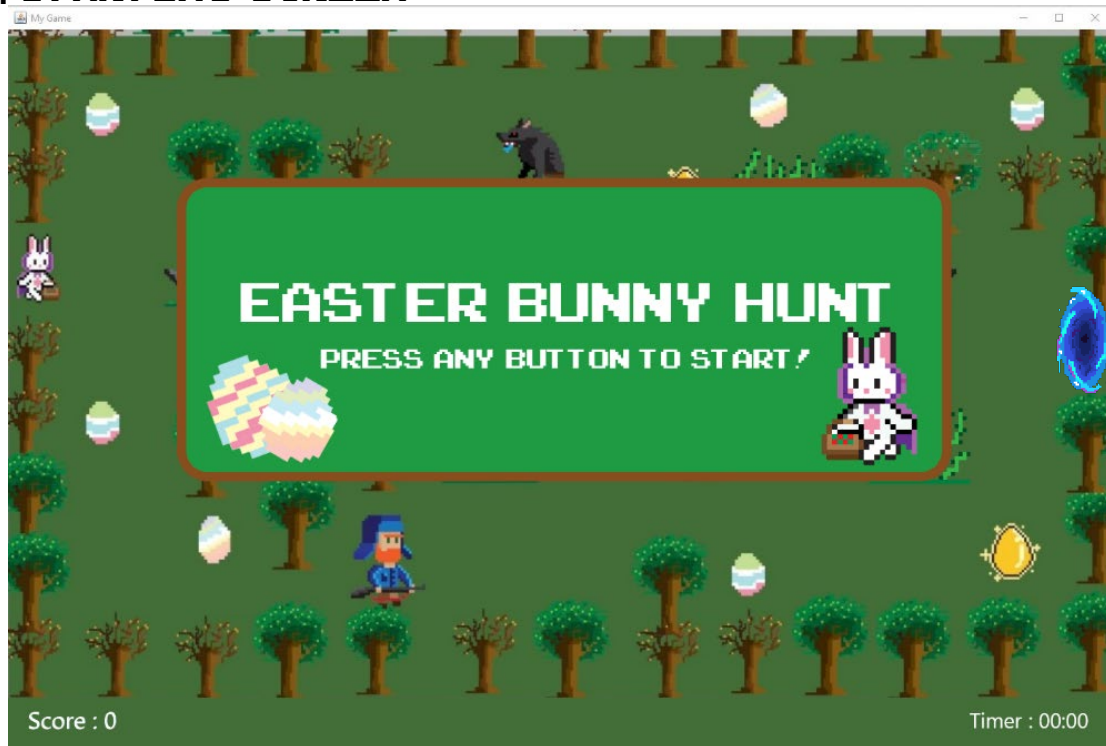 My Game
EASTER BUNNY HUNT
PRESS ANY BUTTON TO START!
Score : 0
Timer : 00:00